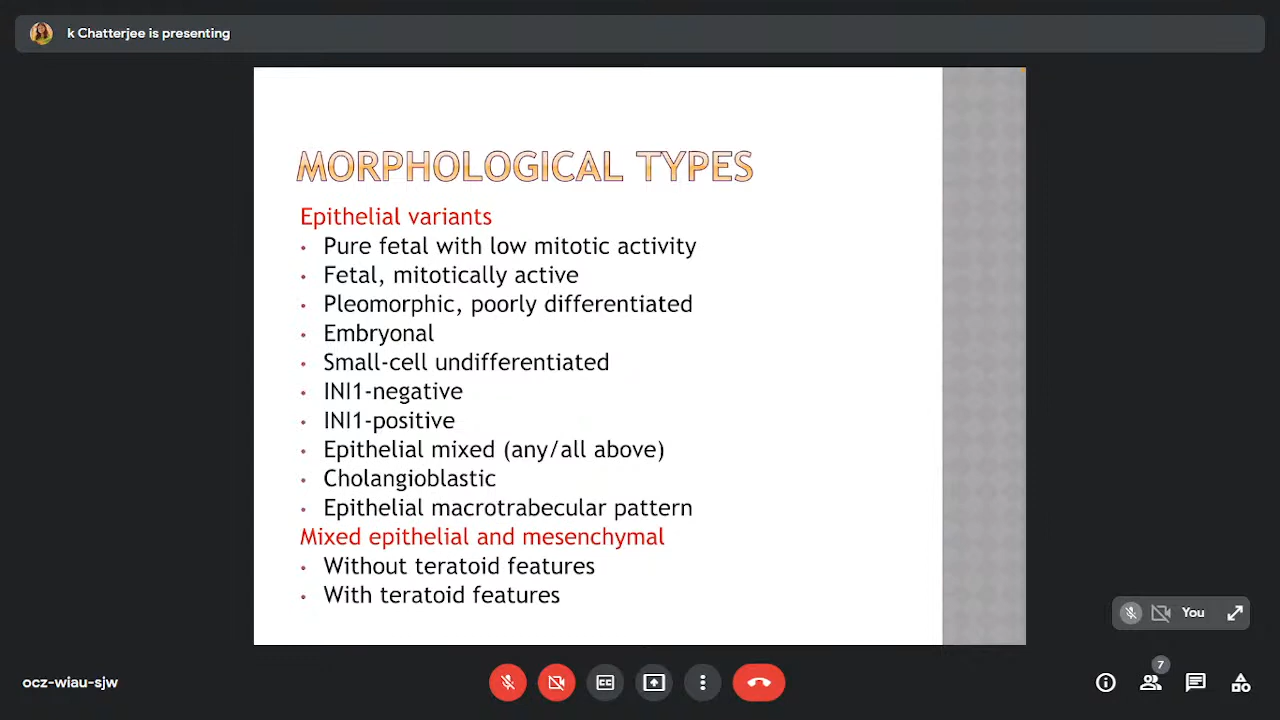 k Chatterjee is presenting
MORPHOLOGICAL TYPES
Epithelial variants
• Pure fetal with low mitotic activity
• Fetal, mitotically active
• Pleomorphic, poorly differentiated
• Embryonal
• Small-cell undifferentiated
• INI1-negative
• INI1-positive
• Epithelial mixed (any/all above)
• Cholangioblastic
• Epithelial macrotrabecular pattern
Mixed epithelial and mesenchymal
• Without teratoid features
• With teratoid features
You
ocz-wiau-sjw
CC
7